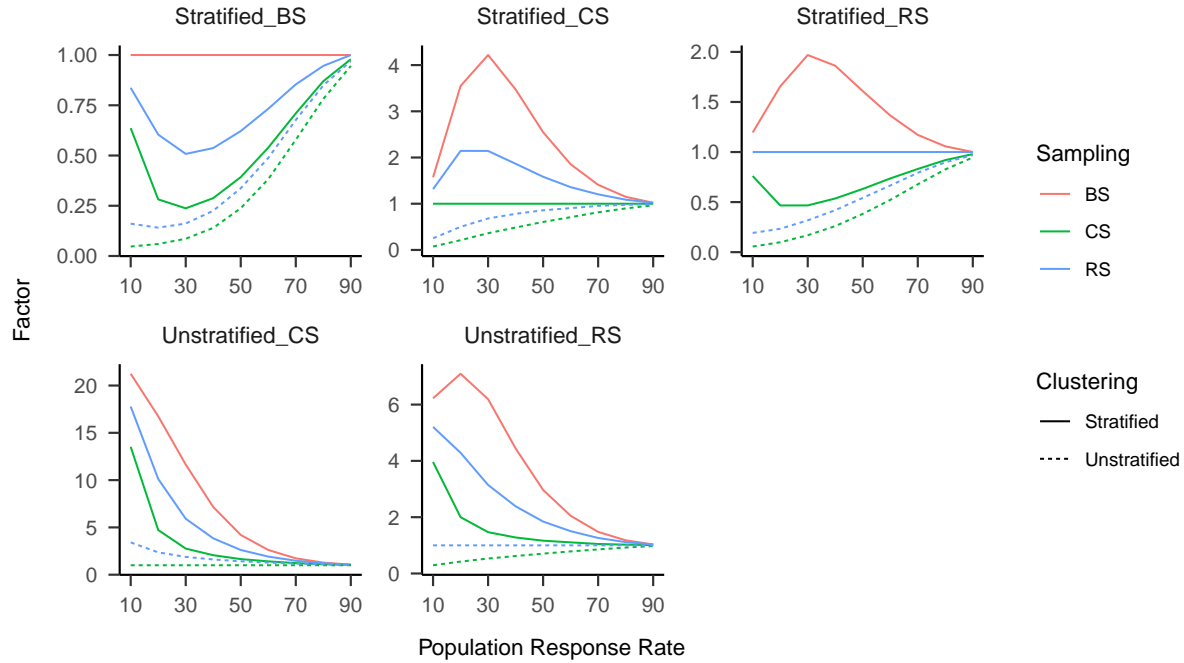 Stratified_BS
Stratified_CS
Stratified_RS
1.00
0.75
0.50
0.25
0.00
10 30 50 70 90
4
3
2
1
0
10 30 50 70 90
2.0
1.5
1.0
0.5
0.0
10 30 50 70 90
Factor
Unstratified_CS
Unstratified_RS
20
15
10
5
0
10 30 50 70 90
6
4
2
0
10 30 50 70 90
Population Response Rate
Sampling
BS
CS
RS
Clustering
Stratified
Unstratified